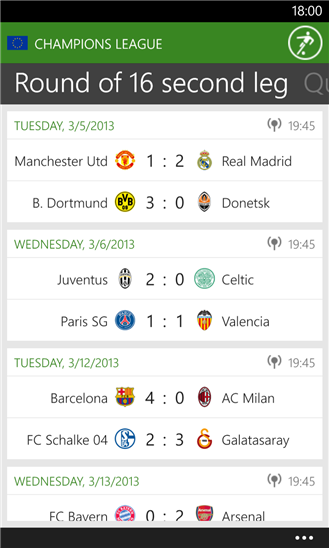 18:00
CHAMPIONS LEAGUE
Round of 16 second leg Qu
TUESDAY, 3/5/2013 19:45
Manchester Utd 1 : 2 Real Madrid
B. Dortmund 3 : 0 Donetsk
WEDNESDAY, 3/6/2013 19:45
Juventus 2 : 0 Celtic
Paris SG 1 : 1 Valencia
TUESDAY, 3/12/2013 19:45
Barcelona 4 : 0 AC Milan
FC Schalke 04 2 : 3 Galatasaray
WEDNESDAY, 3/13/2013 19:45
FC Bayern 0 : 2 Arsenal